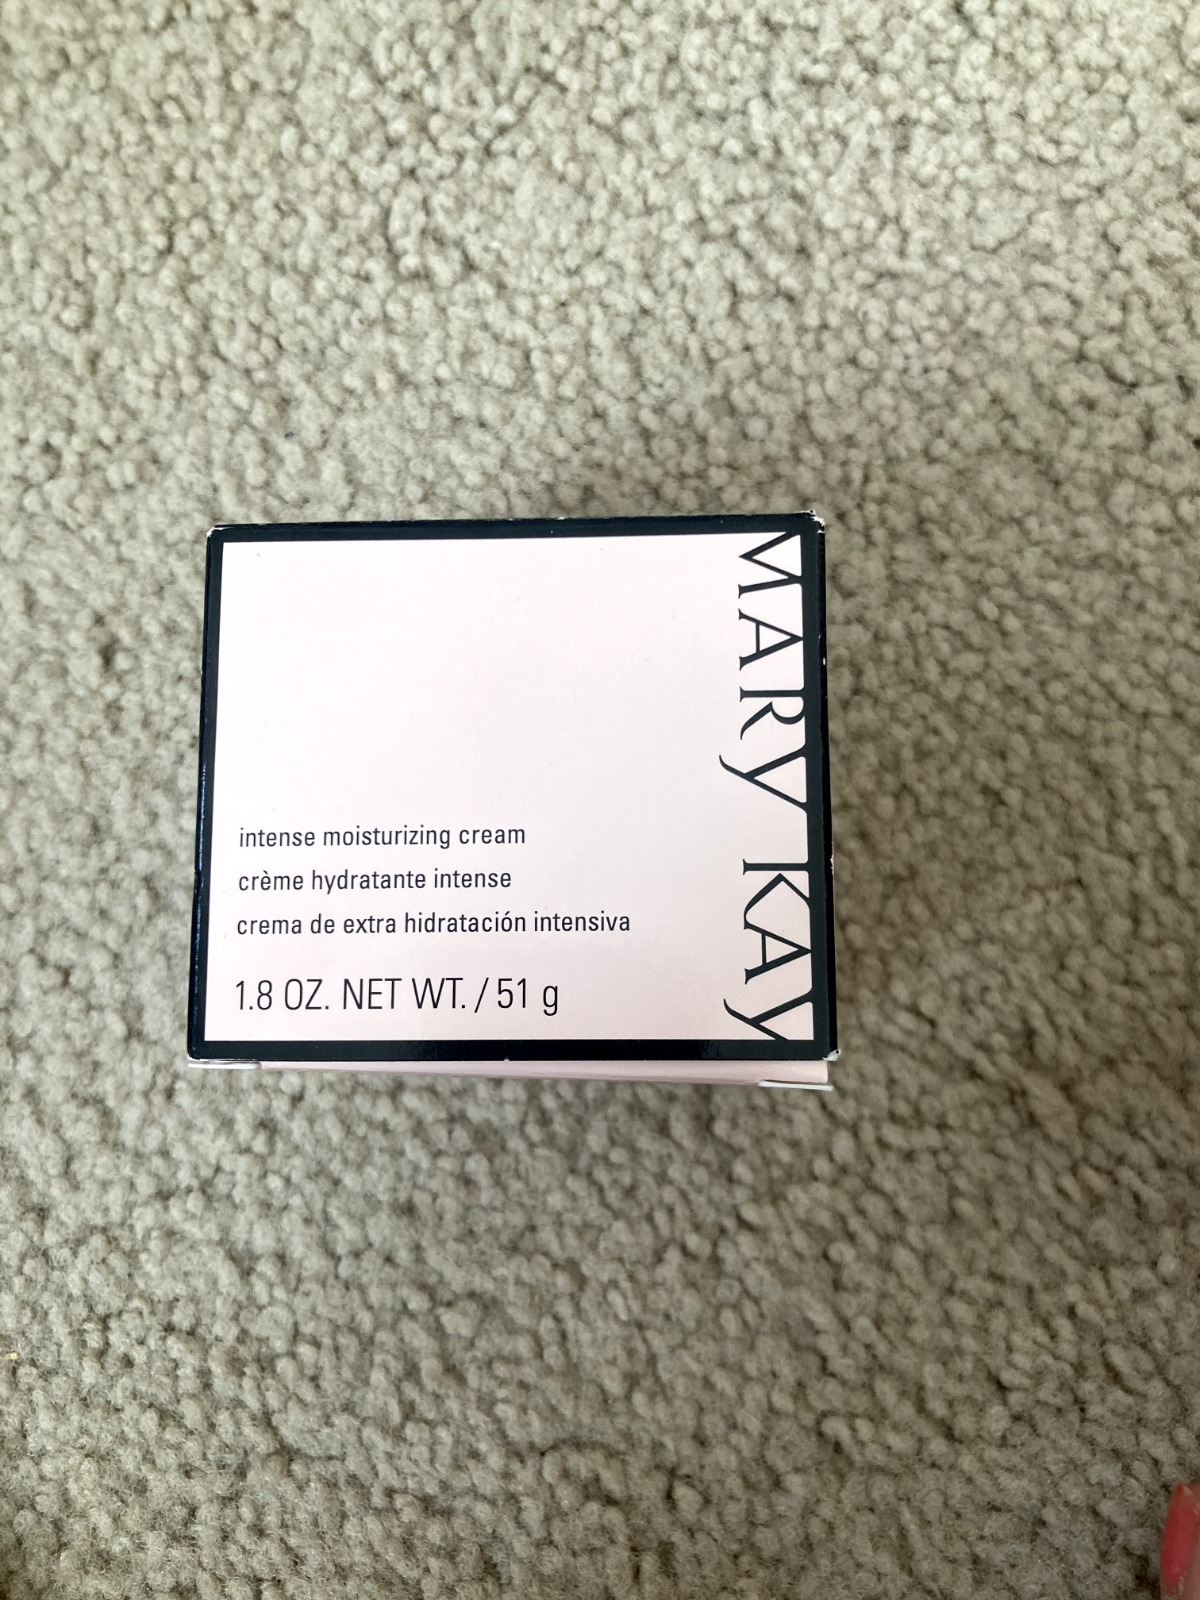 MARY KAY
intense moisturizing cream
crème hydratante intense
crema de extra hidratación intensiva
1.8 OZ. NET WT. / 51 g